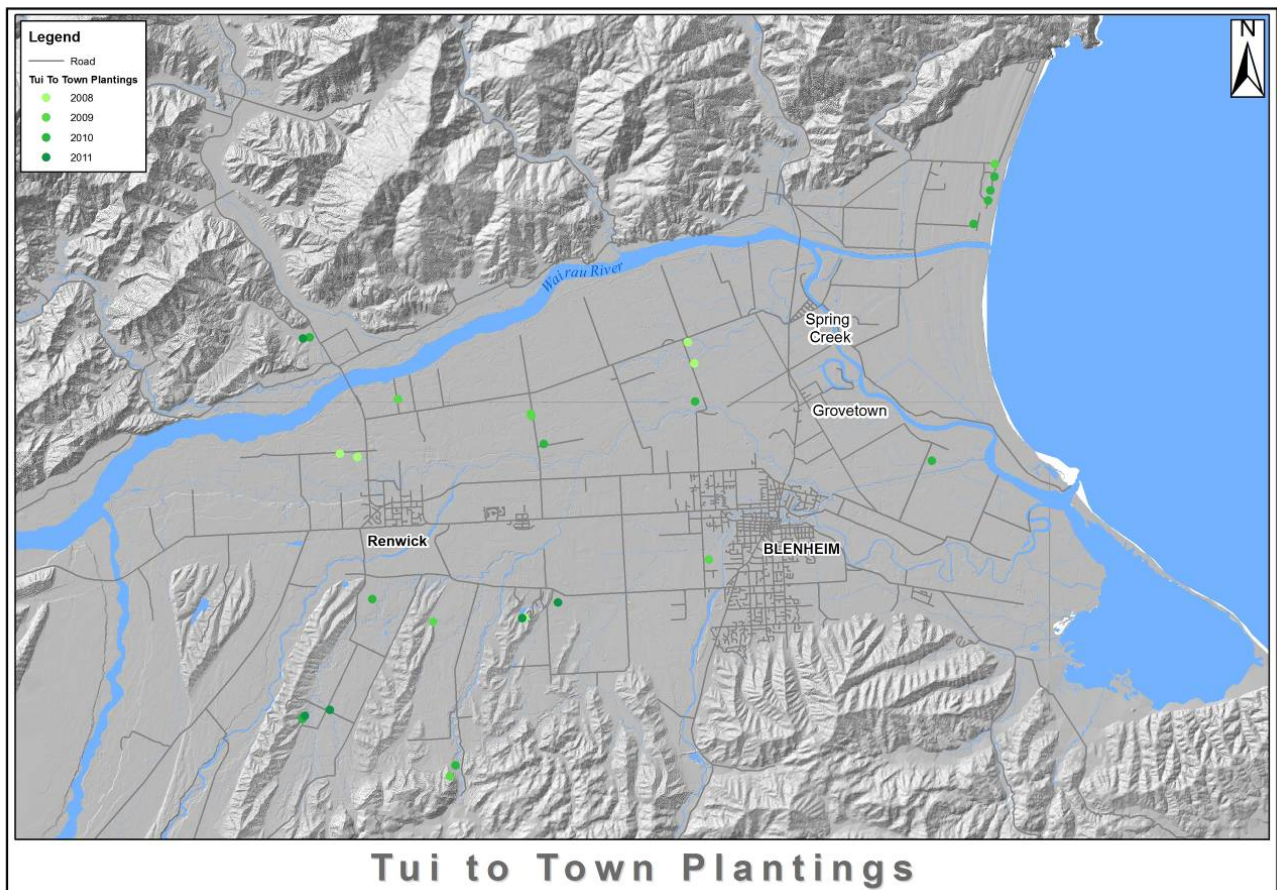 Legend
Road
Tui To Town Plantings
2008
2009
2010
2011
N
Wairau River
Spring
Creek
Grovetown
Renwick
BLENHEIM
Tui to Town Plantings